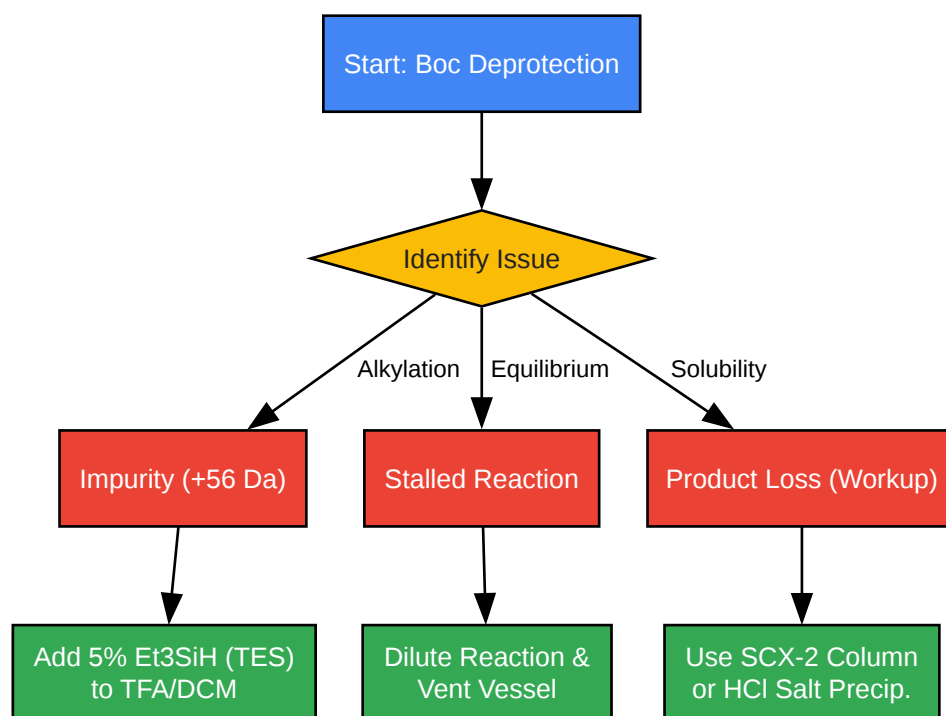 Start: Boc Deprotection
Identify Issue
Alkylation
Equilibrium
Solubility
Impurity (+56 Da)
Stalled Reaction
Product Loss (Workup)
Add 5% Et3SiH (TES)
to TFA/DCM
Dilute Reaction &
Vent Vessel
Use SCX-2 Column
or HCl Salt Precip.